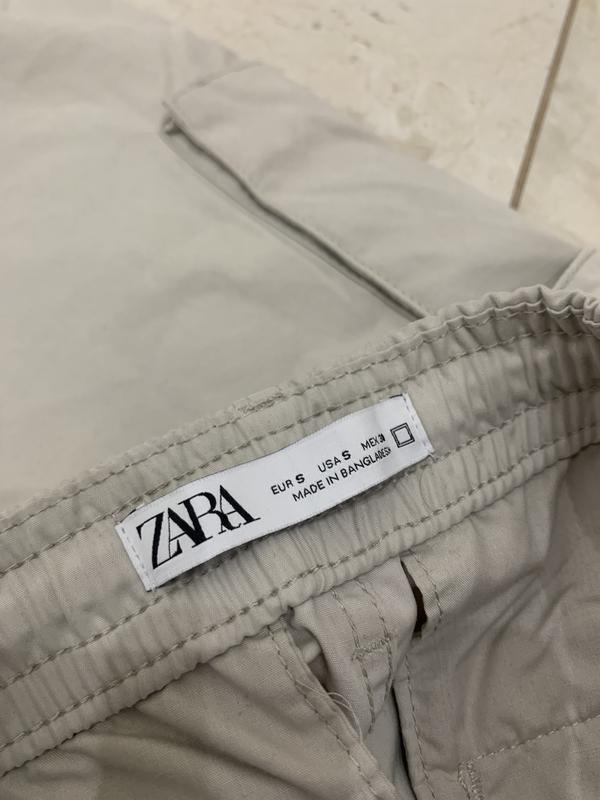 ZARA
EUR S USA S MEX 30
MADE IN BANGLADESH